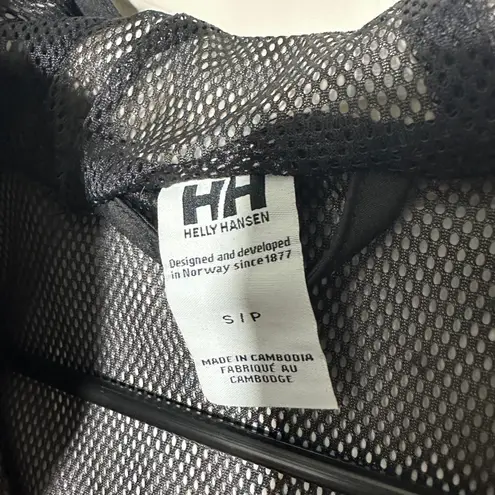 HH
HELLY HANSEN
Designed and developed
in Norway since 1877
S / P
MADE IN CAMBODIA
FABRIQUÉ AU
CAMBODGE